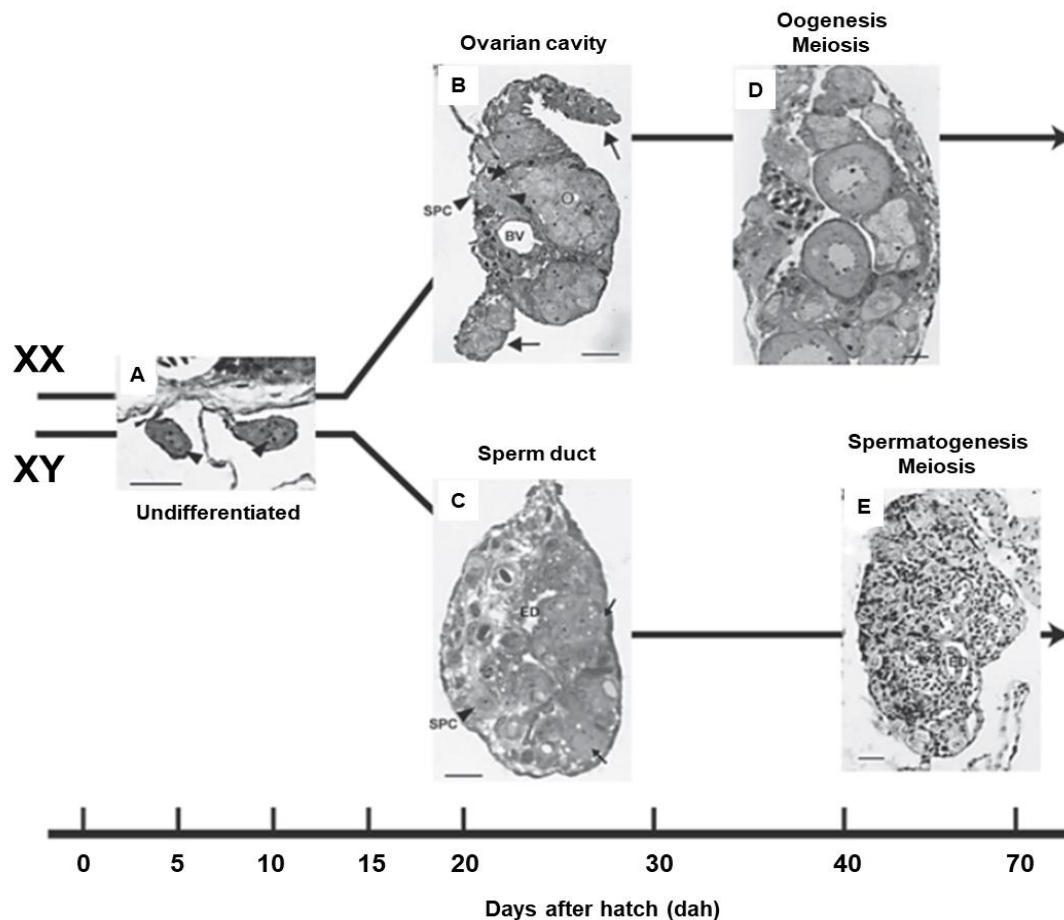 Ovarian cavity
Oogenesis
Meiosis
B
D
SPC
O
BV
XX
A
XY
Undifferentiated
Sperm duct
Spermatogenesis
Meiosis
C
E
ED
ED
SPC
0 5 10 15 20 30 40 70
Days after hatch (dah)